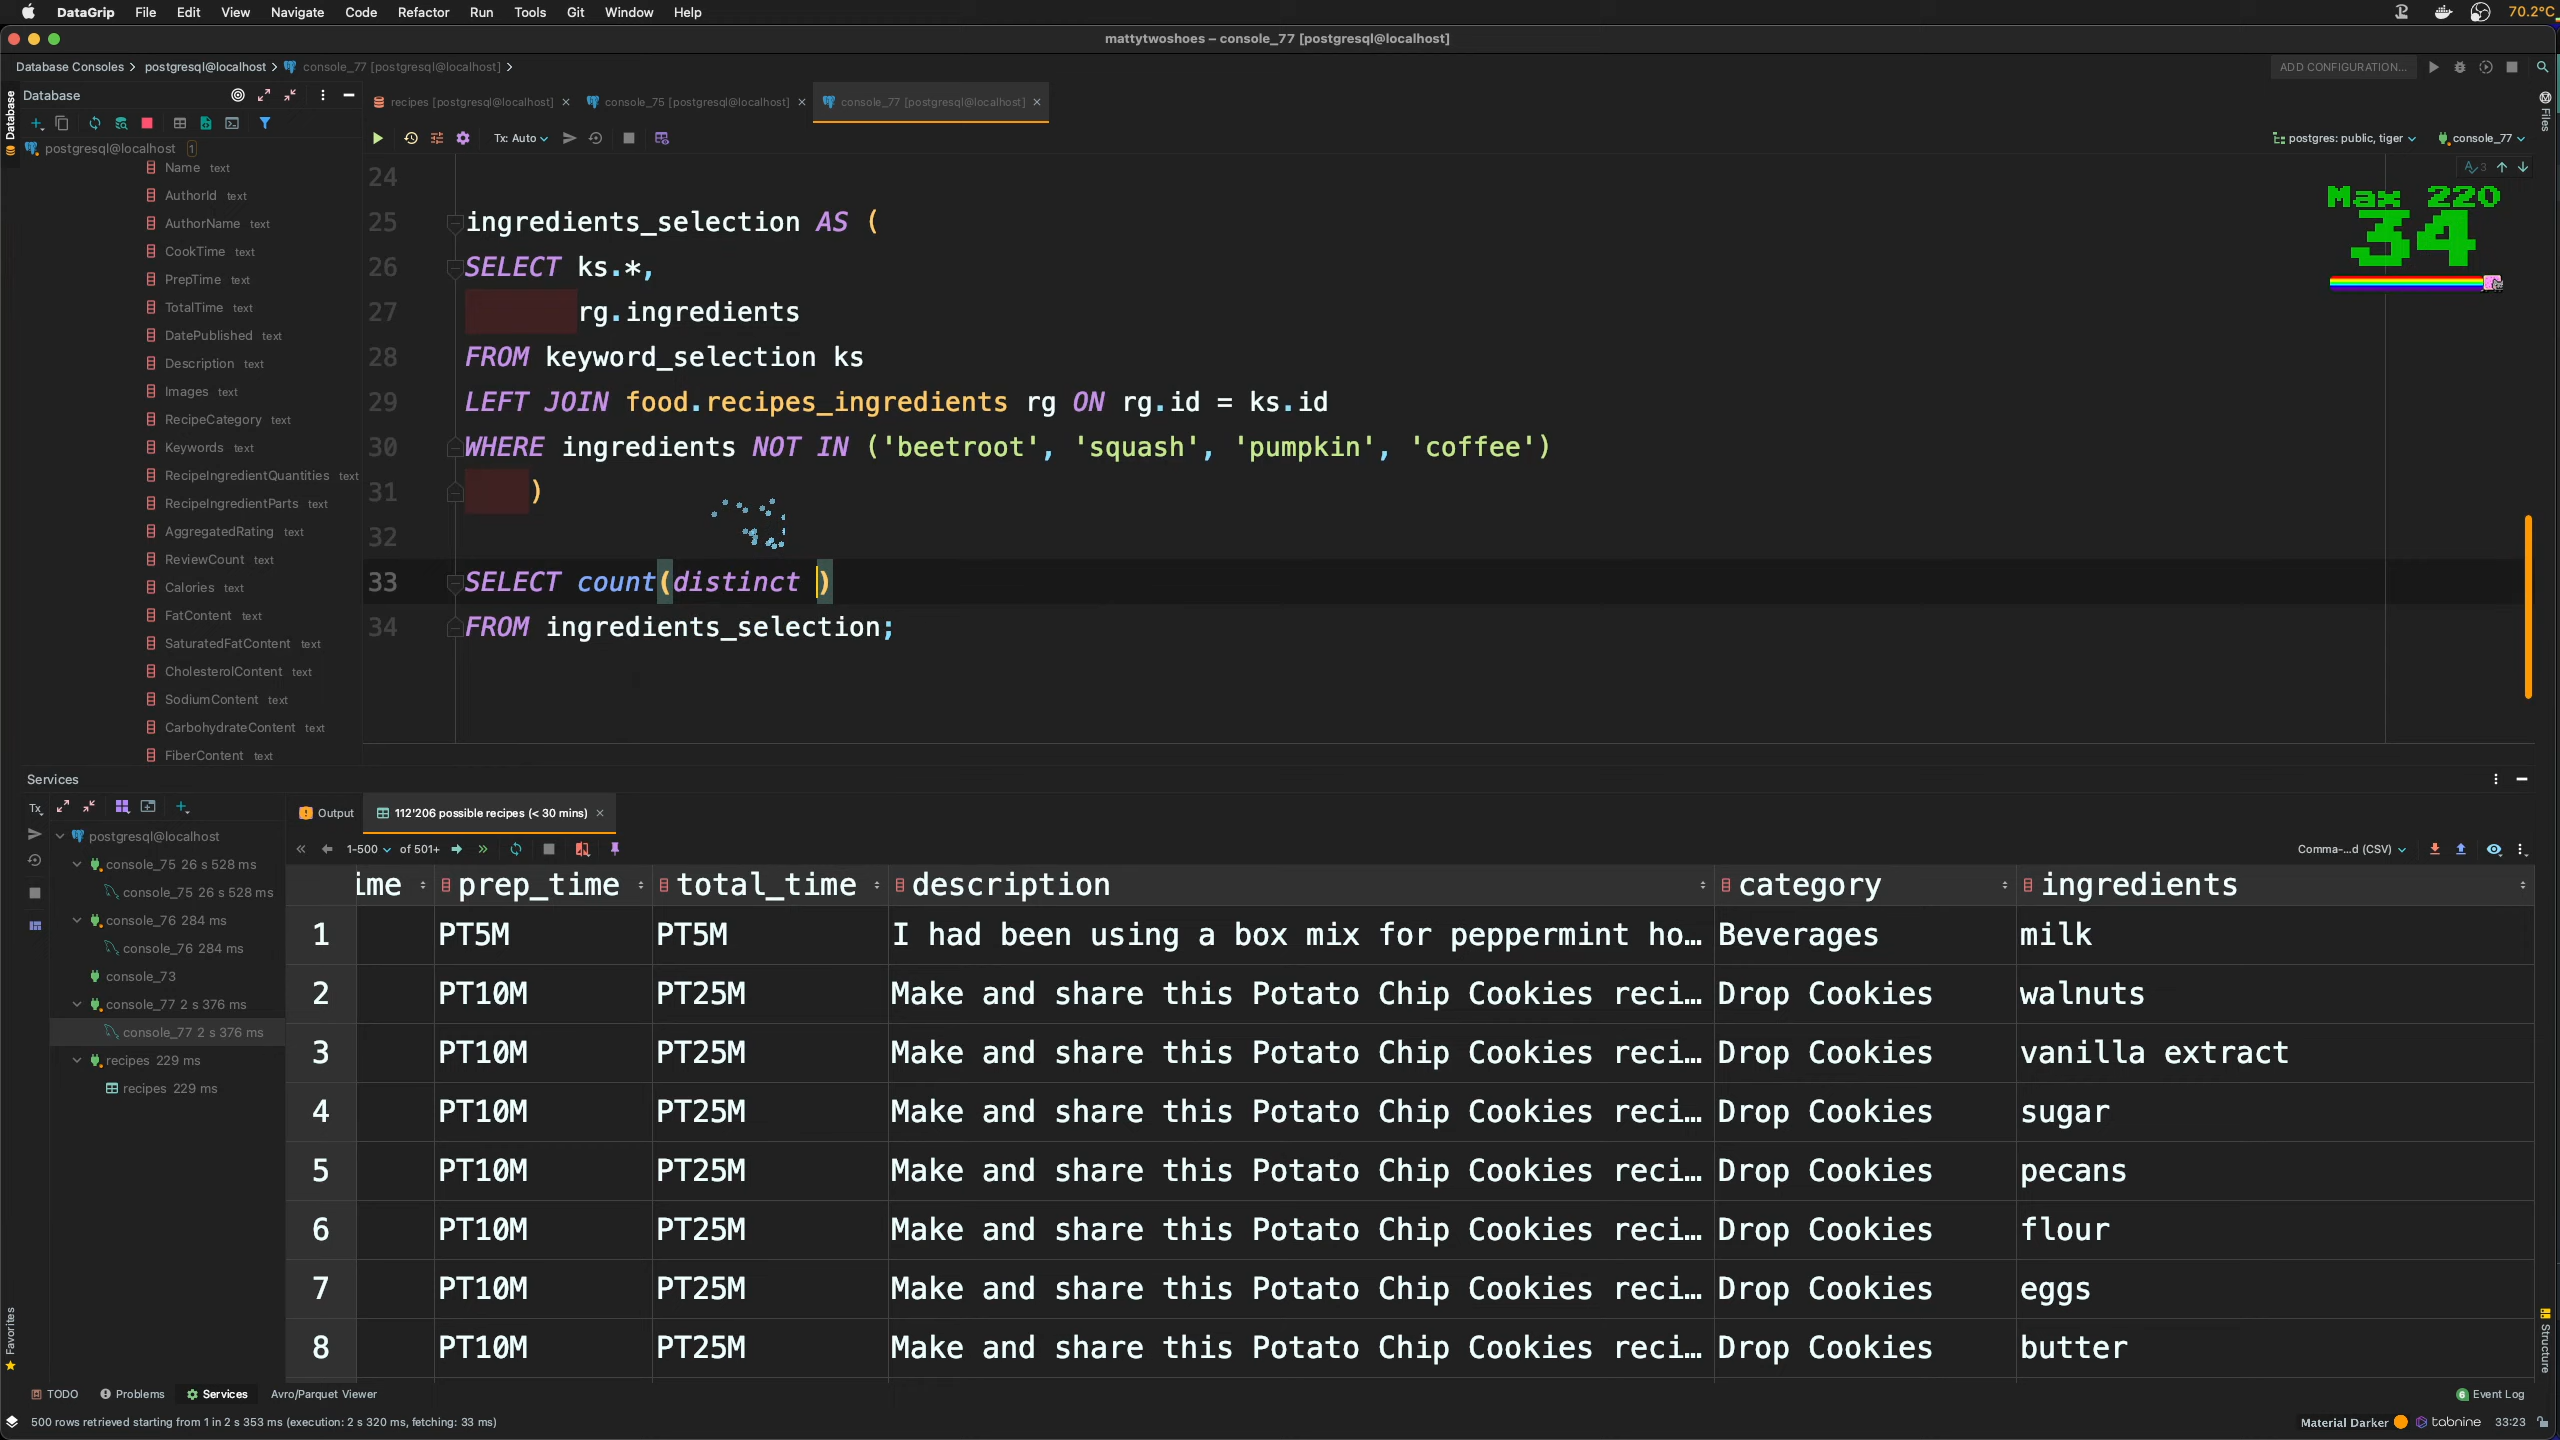 DataGrip File Edit View Navigate Code Refactor Run Tools Git Window Help
70.2°C
mattytwoshoes – console_77 [postgresql@localhost]
Database Consoles postgresql@localhost console_77 [postgresql@localhost]
ADD CONFIGURATION...
Database
Database
Files
recipes [postgresql@localhost]
console_75 [postgresql@localhost]
console_77 [postgresql@localhost]
Tx: Auto
postgres: public, tiger
console_77
postgresql@localhost 1
Name text
AuthorId text
AuthorName text
CookTime text
PrepTime text
TotalTime text
DatePublished text
Description text
Images text
RecipeCategory text
Keywords text
RecipeIngredientQuantities text
RecipeIngredientParts text
AggregatedRating text
ReviewCount text
Calories text
FatContent text
SaturatedFatContent text
CholesterolContent text
SodiumContent text
CarbohydrateContent text
FiberContent text
3
Max 220
34
24
25 ingredients_selection AS (
26 SELECT ks.*,
27 rg.ingredients
28 FROM keyword_selection ks
29 LEFT JOIN food.recipes_ingredients rg ON rg.id = ks.id
30 WHERE ingredients NOT IN ('beetroot', 'squash', 'pumpkin', 'coffee')
31 )
32
33 SELECT count(distinct )
34 FROM ingredients_selection;
Services
Tx
postgresql@localhost
console_75 26 s 528 ms
console_75 26 s 528 ms
console_76 284 ms
console_76 284 ms
console_73
console_77 2 s 376 ms
console_77 2 s 376 ms
recipes 229 ms
recipes 229 ms
Output
112'206 possible recipes (< 30 mins)
1-500 of 501+
Comma-...d (CSV)
ime prep_time total_time description category ingredients
1 PT5M PT5M I had been using a box mix for peppermint ho… Beverages milk
2 PT10M PT25M Make and share this Potato Chip Cookies reci… Drop Cookies walnuts
3 PT10M PT25M Make and share this Potato Chip Cookies reci… Drop Cookies vanilla extract
4 PT10M PT25M Make and share this Potato Chip Cookies reci… Drop Cookies sugar
5 PT10M PT25M Make and share this Potato Chip Cookies reci… Drop Cookies pecans
6 PT10M PT25M Make and share this Potato Chip Cookies reci… Drop Cookies flour
7 PT10M PT25M Make and share this Potato Chip Cookies reci… Drop Cookies eggs
8 PT10M PT25M Make and share this Potato Chip Cookies reci… Drop Cookies butter
Favorites
Structure
TODO Problems Services Avro/Parquet Viewer
6 Event Log
500 rows retrieved starting from 1 in 2 s 353 ms (execution: 2 s 320 ms, fetching: 33 ms)
Material Darker tabnine 33:23